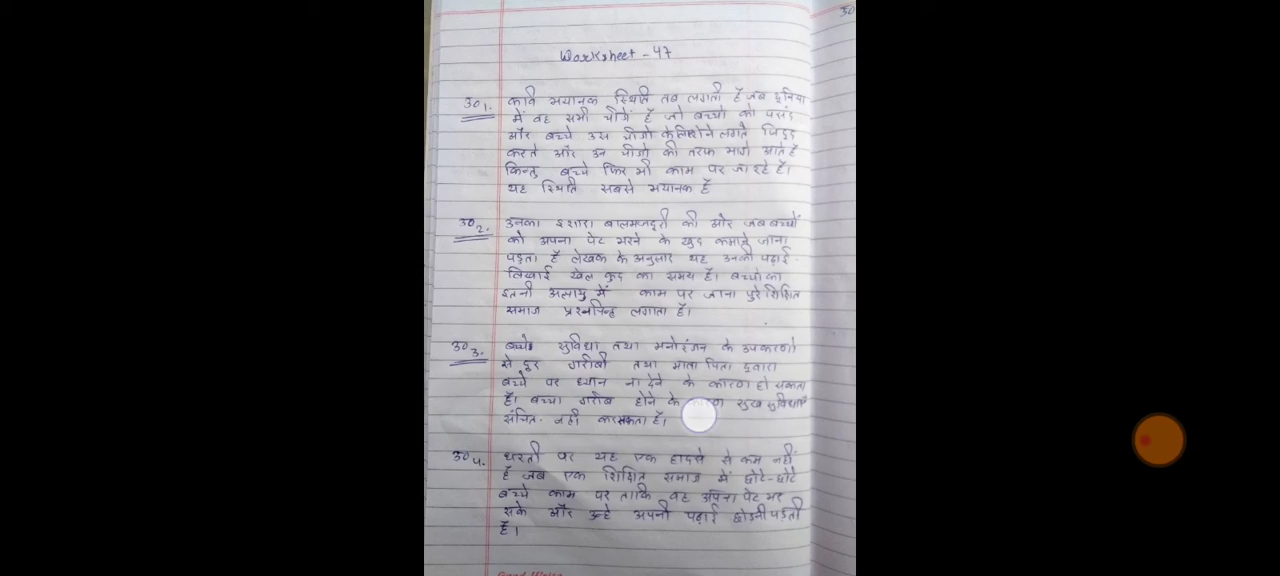 30
Worksheet - 47
उ०1. कवि भयानक स्थिति तब लगती है जब दुनिया
में वह सभी चीजें हैं जो बच्चो को पसंद
और बच्चे उस चीजो के लिए रोने लगते जिद्द
करते और उन चीजो की तरफ भागे आते है
किन्तु बच्चे फिर भी काम पर जा रहे है।
यह स्थिति सबसे भयानक है
उ०2. उनका इशारा बालमजदूरी की ओर जब बच्चों
को अपना पेट भरने के खुद कमाने जाना
पड़ता है लेखक के अनुसार यह उनकी पढ़ाई-
लिखाई खेल कुद का समय है। बच्चो का
इतनी अल्पायु में काम पर जाना पुरे शिक्षित
समाज प्रश्नचिन्ह लगाता है।
उ०3. बच्चे सुविधा तथा मनोरंजन के उपकरणो
से दूर गरीबी तथा माता पिता द्वारा
बच्चे पर ध्यान ना देने के कारण हो सकता
है। बच्चा गरीब होने के कारण सुख सुविधाएँ
संचित नही कर सकता है।
उ०4. धरती पर यह एक हादसे से कम नहीं
है जब एक शिक्षित समाज में छोटे-छोटे
बच्चे काम पर ताकि वह अपना पेट भर
सके और उन्हे अपनी पढ़ाई छोडनी पड़ती
है।